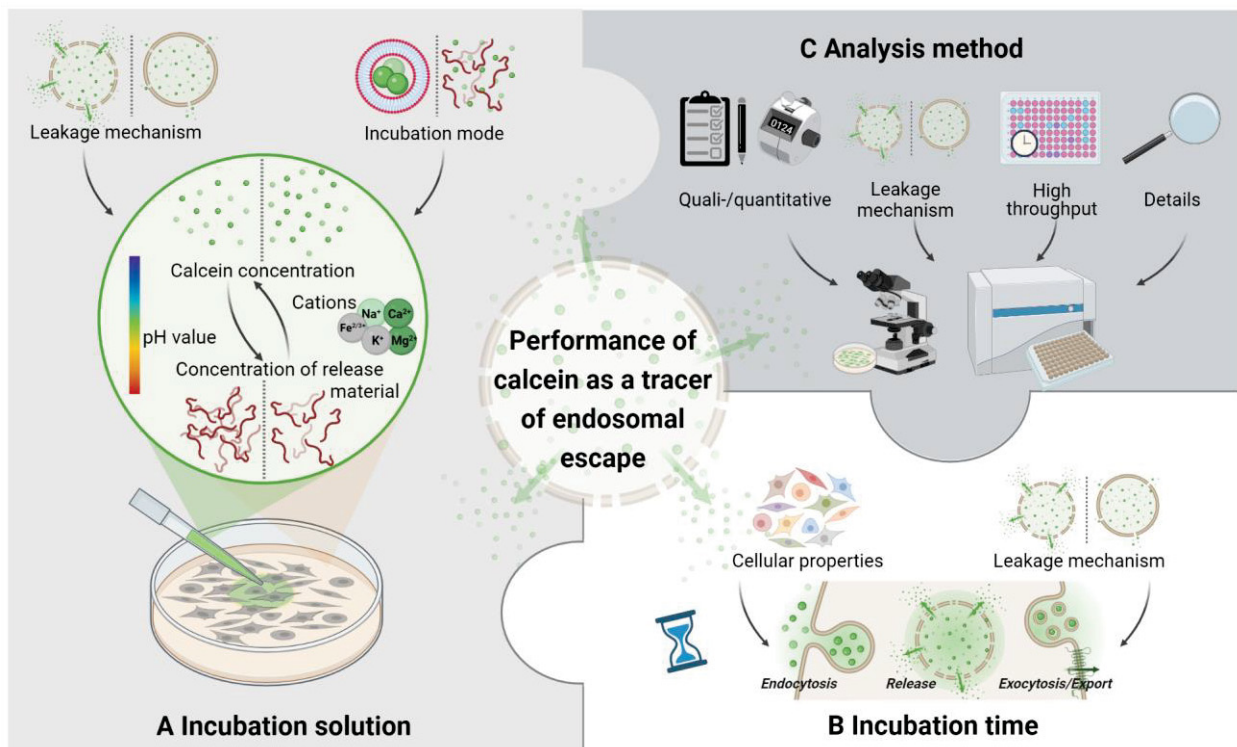 Leakage mechanism
Incubation mode
Calcein concentration
Cations
Na⁺
Ca²⁺
Fe²/³⁺
K⁺
Mg²⁺
pH value
Concentration of release
material
A Incubation solution
Performance of
calcein as a tracer
of endosomal
escape
C Analysis method
0124
Quali-/quantitative
Leakage
mechanism
High
throughput
Details
Cellular properties
Leakage mechanism
Endocytosis
Release
Exocytosis/Export
B Incubation time